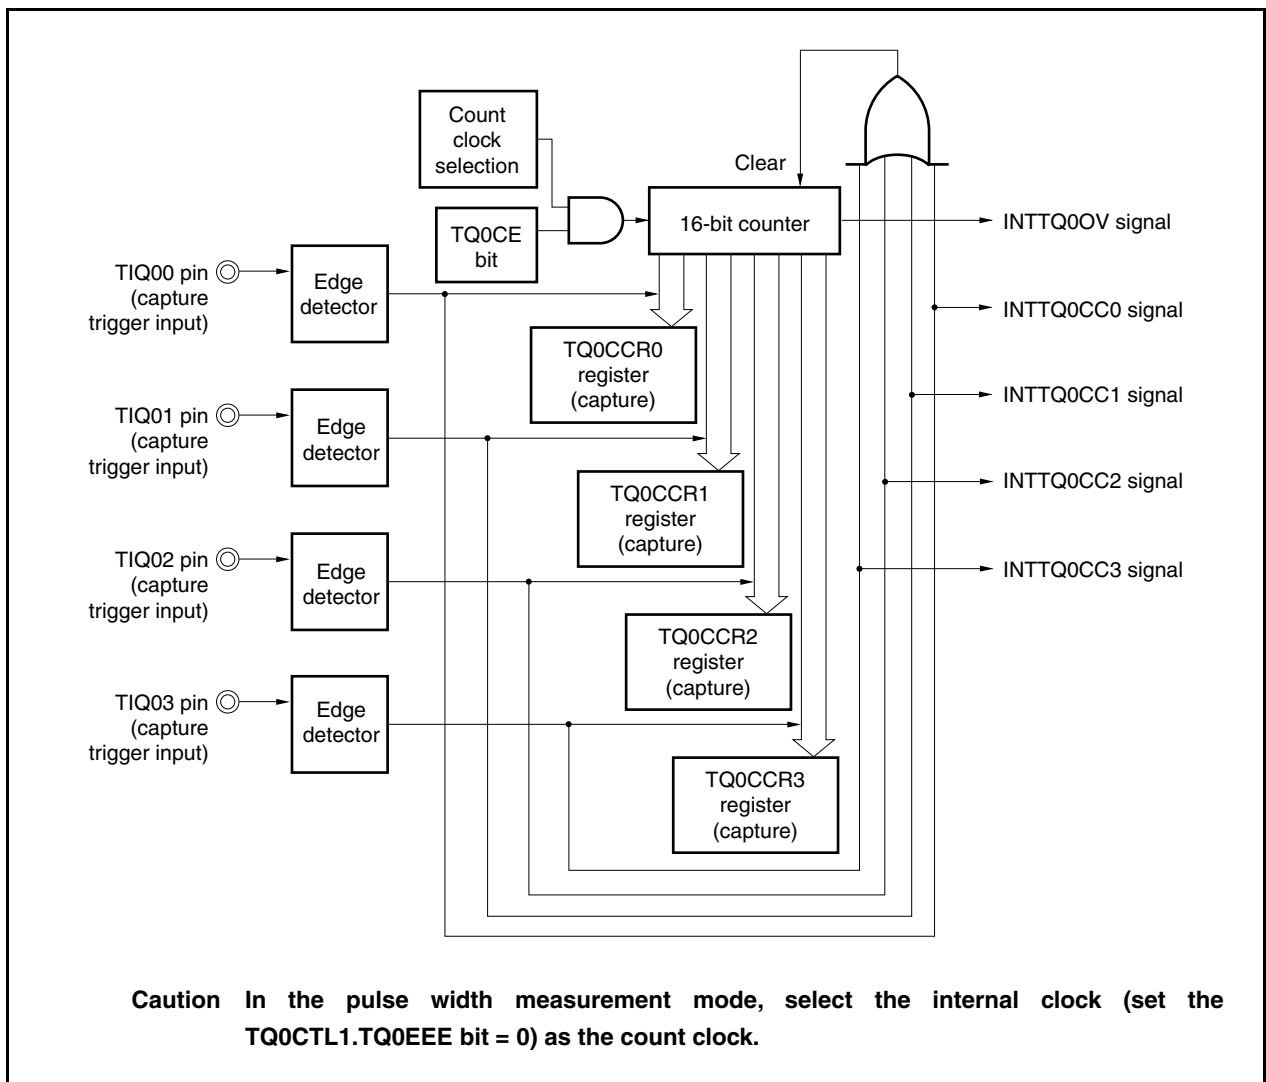 Count
clock
selection
Clear
TQ0CE
bit
16-bit counter
INTTQ0OV signal
TIQ00 pin
(capture
trigger input)
Edge
detector
INTTQ0CC0 signal
TQ0CCR0
register
(capture)
TIQ01 pin
(capture
trigger input)
Edge
detector
INTTQ0CC1 signal
TQ0CCR1
register
(capture)
INTTQ0CC2 signal
TIQ02 pin
(capture
trigger input)
Edge
detector
INTTQ0CC3 signal
TQ0CCR2
register
(capture)
TIQ03 pin
(capture
trigger input)
Edge
detector
TQ0CCR3
register
(capture)
Caution In the pulse width measurement mode, select the internal clock (set the
TQ0CTL1.TQ0EEE bit = 0) as the count clock.